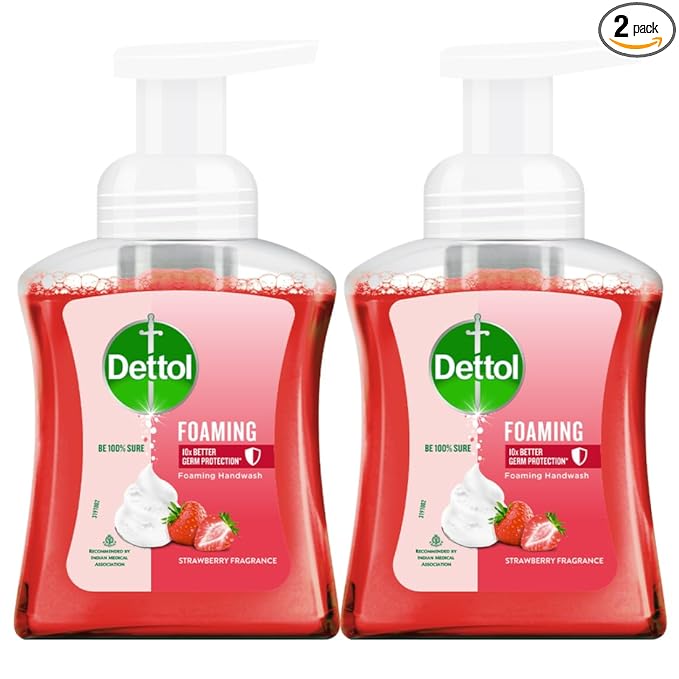 2 pack
Dettol
BE 100% SURE
FOAMING
10x BETTER
GERM PROTECTION*
Foaming Handwash
3191802
RECOMMENDED BY
INDIAN MEDICAL
ASSOCIATION
STRAWBERRY FRAGRANCE
Dettol
BE 100% SURE
FOAMING
10x BETTER
GERM PROTECTION*
Foaming Handwash
3191802
RECOMMENDED BY
INDIAN MEDICAL
ASSOCIATION
STRAWBERRY FRAGRANCE